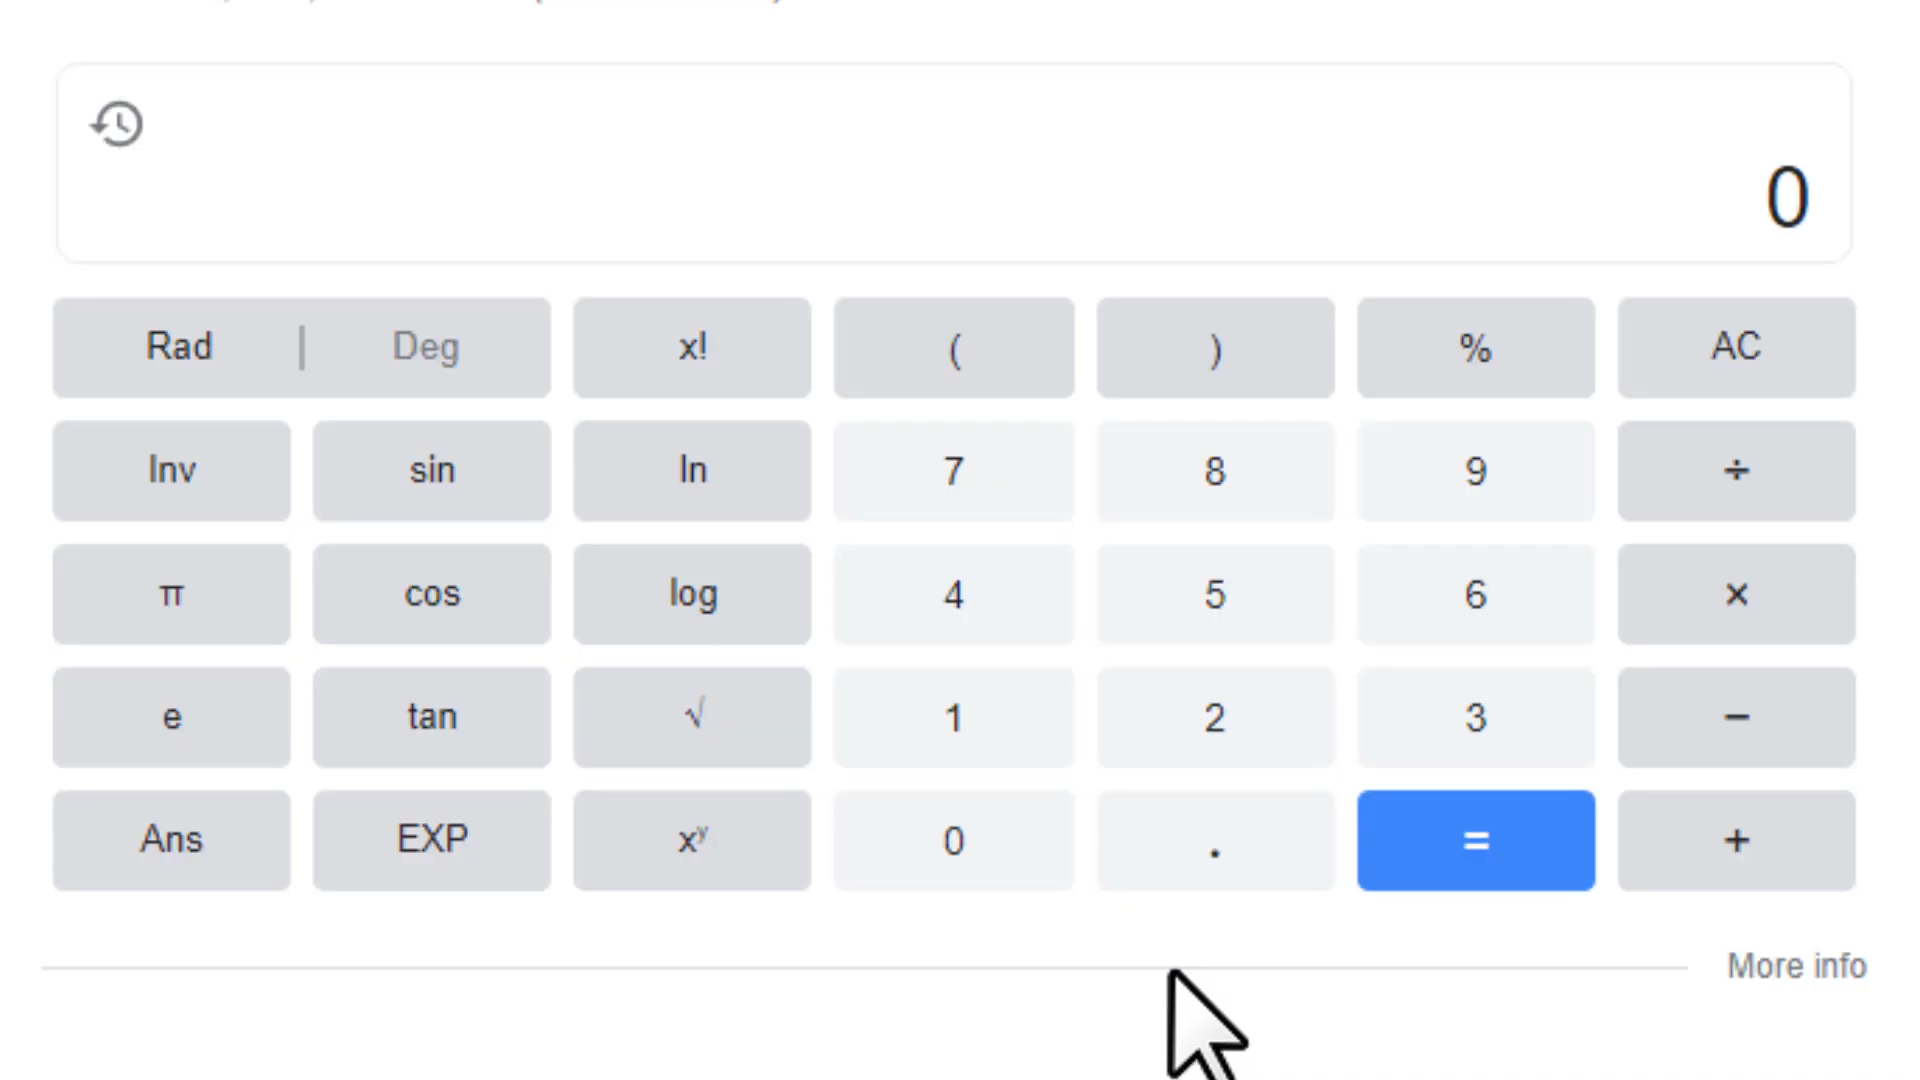 0
Rad | Deg x! ( ) % AC
Inv sin ln 7 8 9 ÷
π cos log 4 5 6 ×
e tan √ 1 2 3 −
Ans EXP xʸ 0 . = +
More info